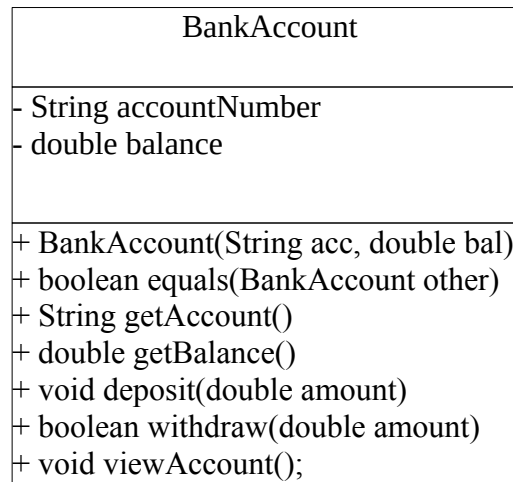 BankAccount
- String accountNumber
- double balance
+ BankAccount(String acc, double bal)
+ boolean equals(BankAccount other)
+ String getAccount()
+ double getBalance()
+ void deposit(double amount)
+ boolean withdraw(double amount)
+ void viewAccount();